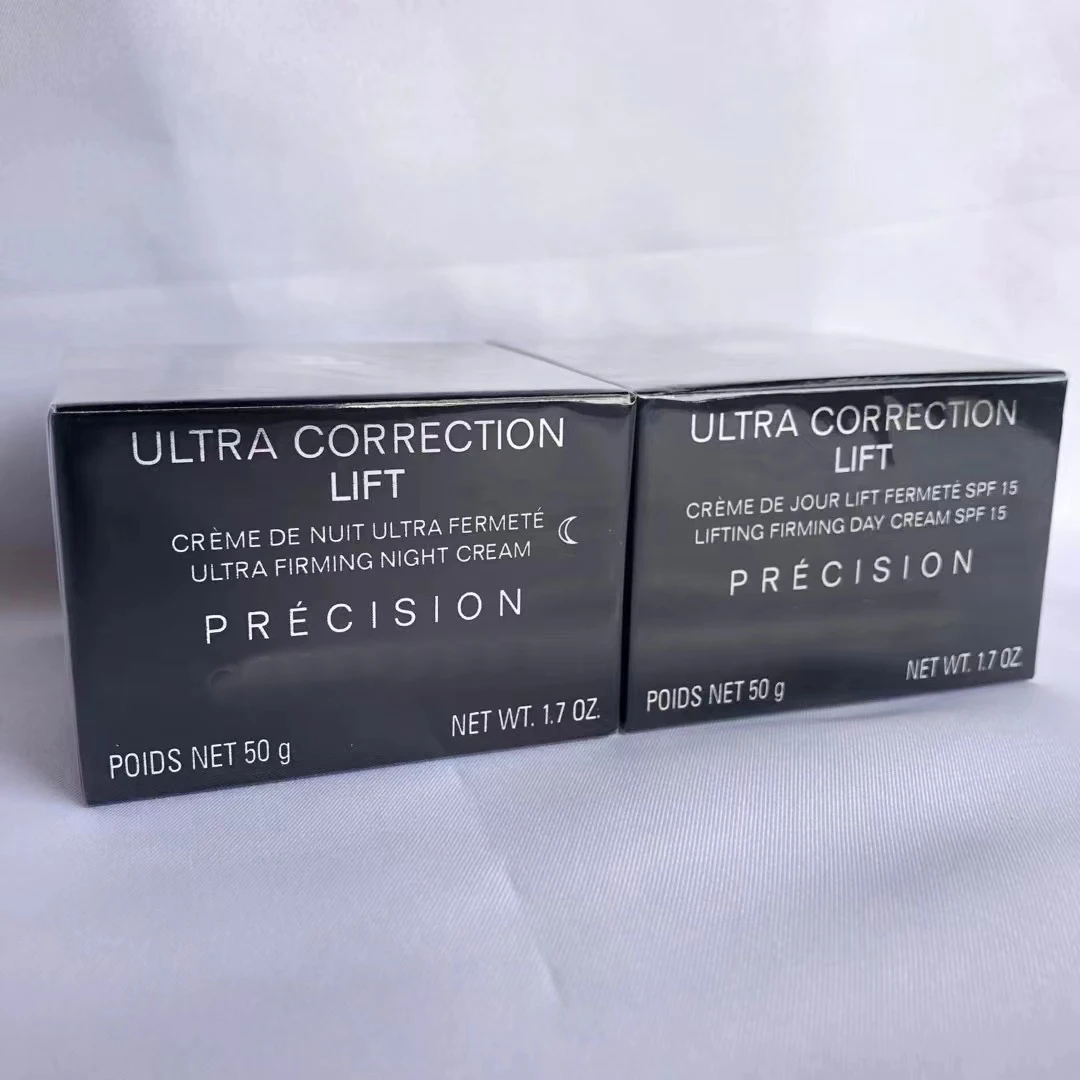 ULTRA CORRECTION
LIFT
CRÈME DE NUIT ULTRA FERMETÉ
ULTRA FIRMING NIGHT CREAM
PRÉCISION
NET WT. 1.7 OZ.
POIDS NET 50 g
ULTRA CORRECTION
LIFT
CRÈME DE JOUR LIFT FERMETÉ SPF 15
LIFTING FIRMING DAY CREAM SPF 15
PRÉCISION
NET WT. 1.7 OZ.
POIDS NET 50 g